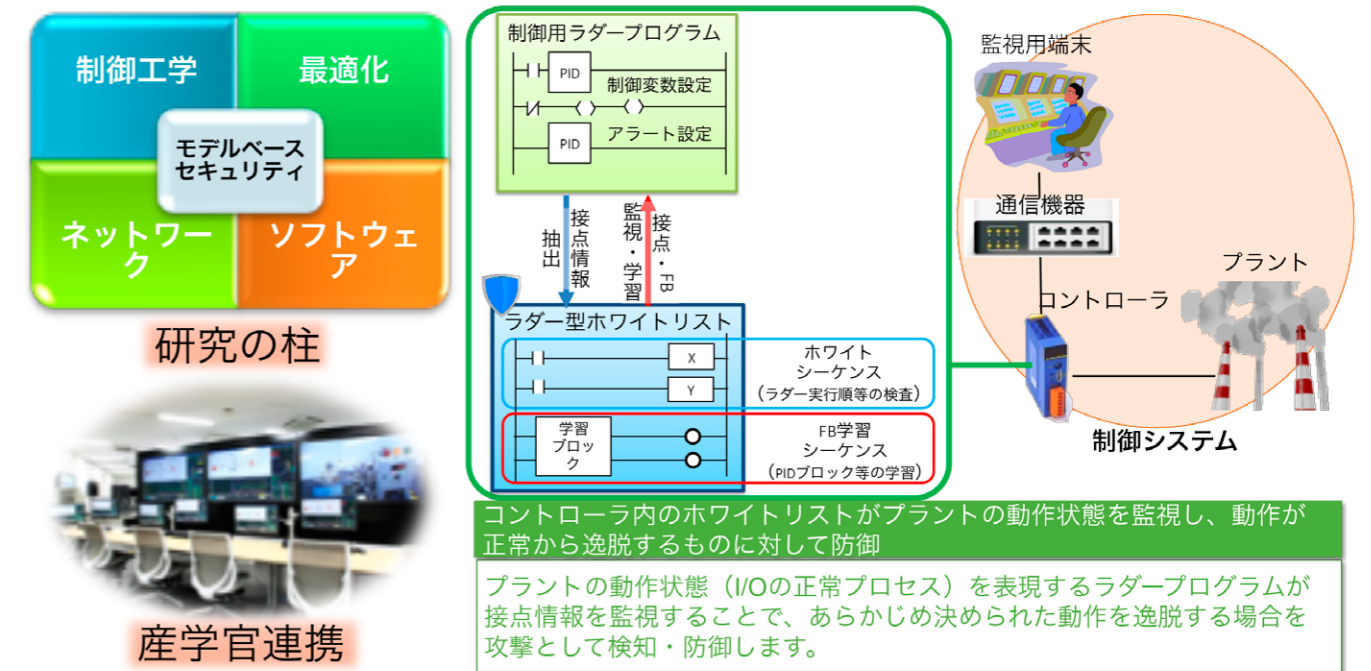 制御工学
最適化
モデルベース
セキュリティ
ネットワー
ク
ソフトウェ
ア
研究の柱
産学官連携
制御用ラダープログラム
PID
制御変数設定
アラート設定
PID
接点情報
抽出
接点・FB
監視・学習
ラダー型ホワイトリスト
X
Y
ホワイト
シーケンス
(ラダー実行順等の検査)
学習
ブロッ
ク
FB学習
シーケンス
(PIDブロック等の学習)
監視用端末
通信機器
コントローラ
プラント
制御システム
コントローラ内のホワイトリストがプラントの動作状態を監視し、動作が
正常から逸脱するものに対して防御
プラントの動作状態(I/Oの正常プロセス)を表現するラダープログラムが
接点情報を監視することで、あらかじめ決められた動作を逸脱する場合を
攻撃として検知・防御します。